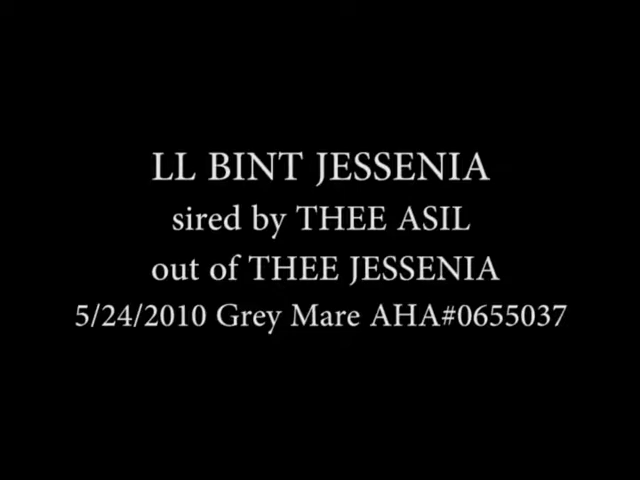 LL BINT JESSENIA
sired by THEE ASIL
out of THEE JESSENIA
5/24/2010 Grey Mare AHA#0655037